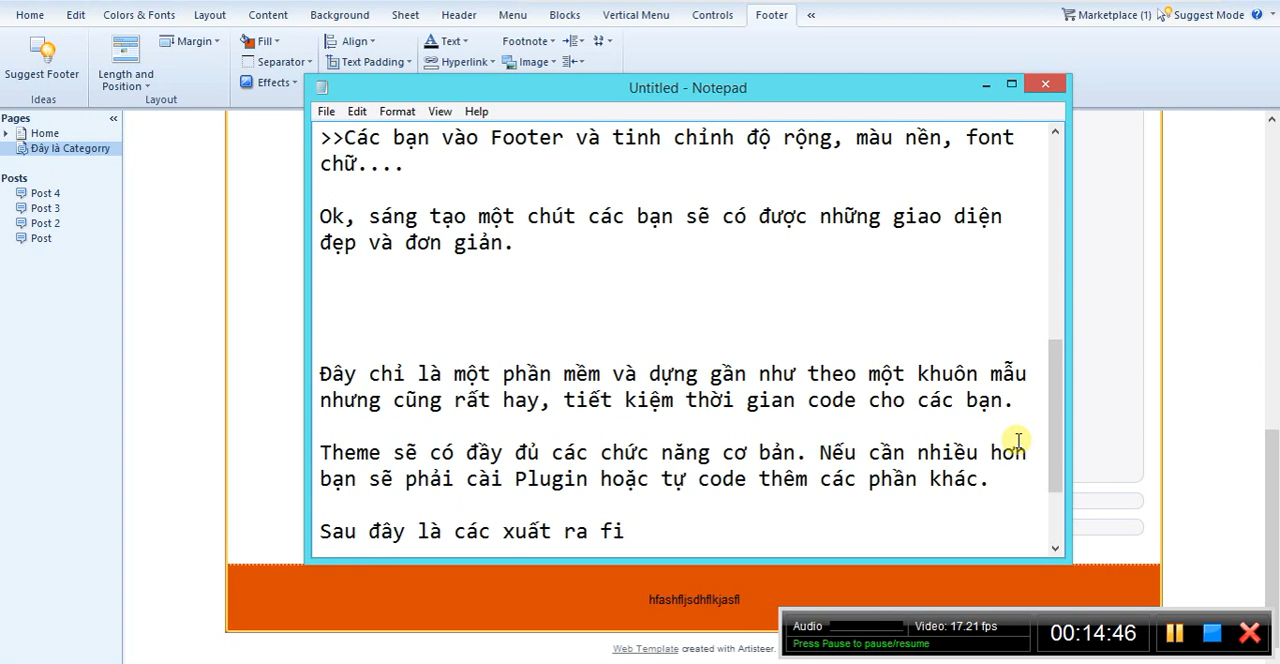 Home Edit Colors & Fonts Layout Content Background Sheet Header Menu Blocks Vertical Menu Controls Footer « Marketplace (1) Suggest Mode
Suggest Footer
Ideas
Length and
Position
Margin
Layout
Fill
Separator
Effects
Align
Text Padding
Text
Hyperlink
Footnote
Image
Pages «
Home
Đây là Categorry
Posts
Post 4
Post 3
Post 2
Post
Untitled - Notepad
File Edit Format View Help
>>Các bạn vào Footer và tinh chỉnh độ rộng, màu nền, font
chữ....
Ok, sáng tạo một chút các bạn sẽ có được những giao diện
đẹp và đơn giản.
Đây chỉ là một phần mềm và dựng gần như theo một khuôn mẫu
nhưng cũng rất hay, tiết kiệm thời gian code cho các bạn.
Theme sẽ có đầy đủ các chức năng cơ bản. Nếu cần nhiều hơn
bạn sẽ phải cài Plugin hoặc tự code thêm các phần khác.
Sau đây là các xuất ra fi
hfashfljsdhflkjasfl
Web Template created with Artisteer.
Audio
Video: 17.21 fps
Press Pause to pause/resume
00:14:46